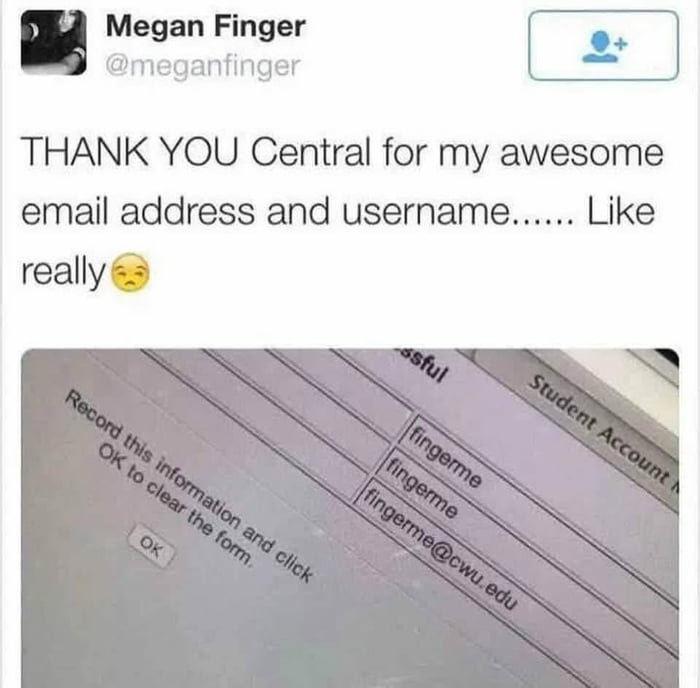 Megan Finger
@meganfinger
THANK YOU Central for my awesome
email address and username...... Like
really😒
ssful
Student Account
fingerme
fingerme
fingerme@cwu.edu
Record this information and click
OK to clear the form.
OK